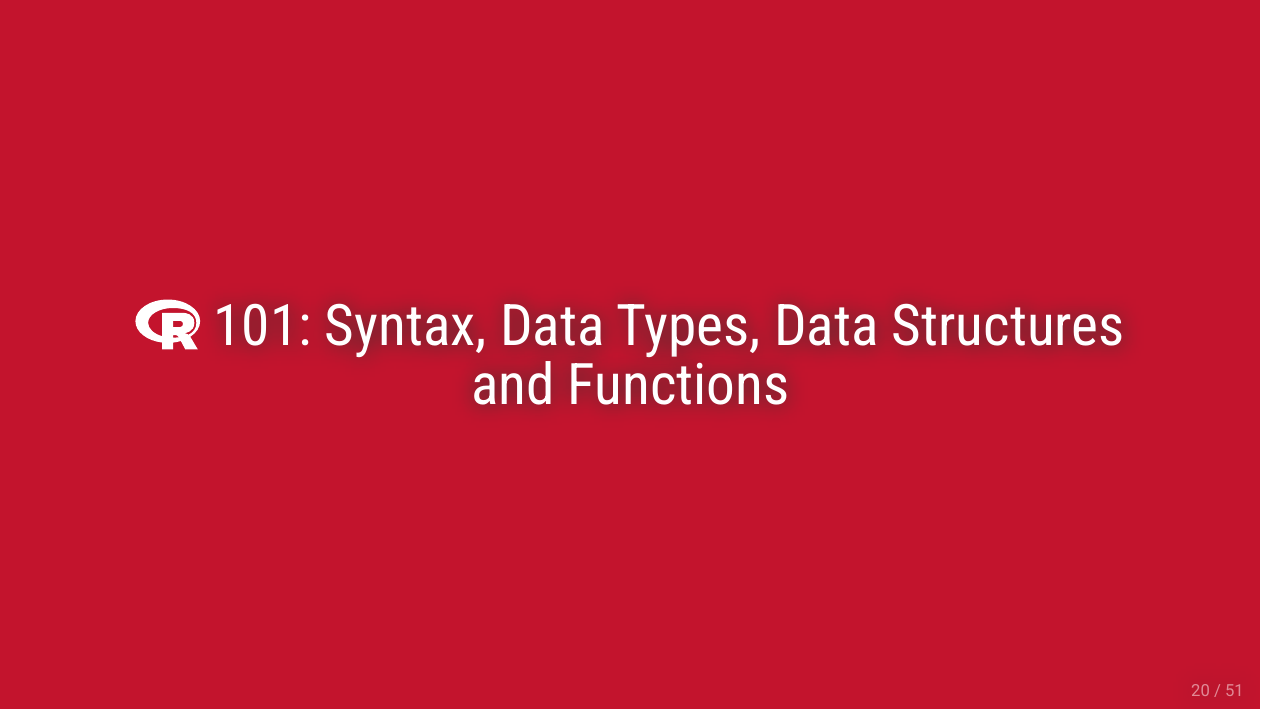 R 101: Syntax, Data Types, Data Structures
and Functions
20 / 51